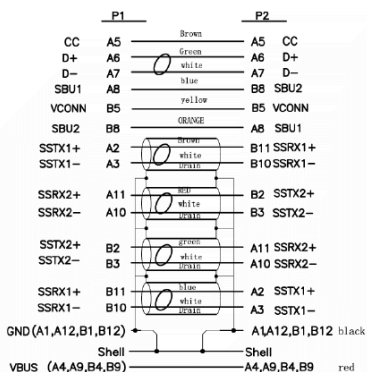 P1 P2
CC A5 Brown A5 CC
D+ A6 Green A6 D+
D- A7 white A7 D-
SBU1 A8 blue B8 SBU2
VCONN B5 yellow B5 VCONN
SBU2 B8 ORANGE A8 SBU1
SSTX1+ A2 Brown B11 SSRX1+
SSTX1- A3 white B10 SSRX1-
Drain
SSRX2+ A11 RED B2 SSTX2+
SSRX2- A10 white B3 SSTX2-
Drain
SSTX2+ B2 green A11 SSRX2+
SSTX2- B3 white A10 SSRX2-
Drain
SSRX1+ B11 blue A2 SSTX1+
SSRX1- B10 white A3 SSTX1-
Drain
GND (A1,A12,B1,B12) A1,A12,B1,B12 black
Shell Shell
VBUS (A4,A9,B4,B9) A4,A9,B4,B9 red